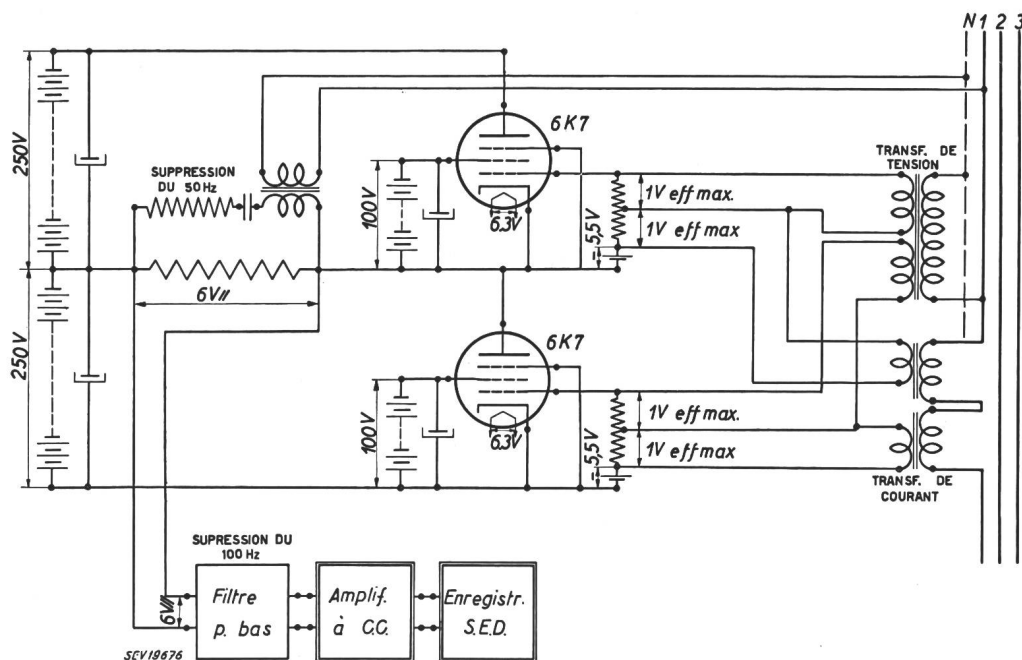 N 1 2 3
250V
SUPPRESSION
DU 50 Hz
100V
6K7
6.3V
1V eff max.
1V eff max
-5,5V
TRANSF. DE
TENSION
6V//
250V
100V
6K7
6.3V
1V eff max.
1V eff max
-5,5V
TRANSF. DE
COURANT
SUPRESSION DU
100 Hz
6V//
Filtre
p. bas
Amplif.
à C.C.
Enregistr.
S.E.D.
SEV19676